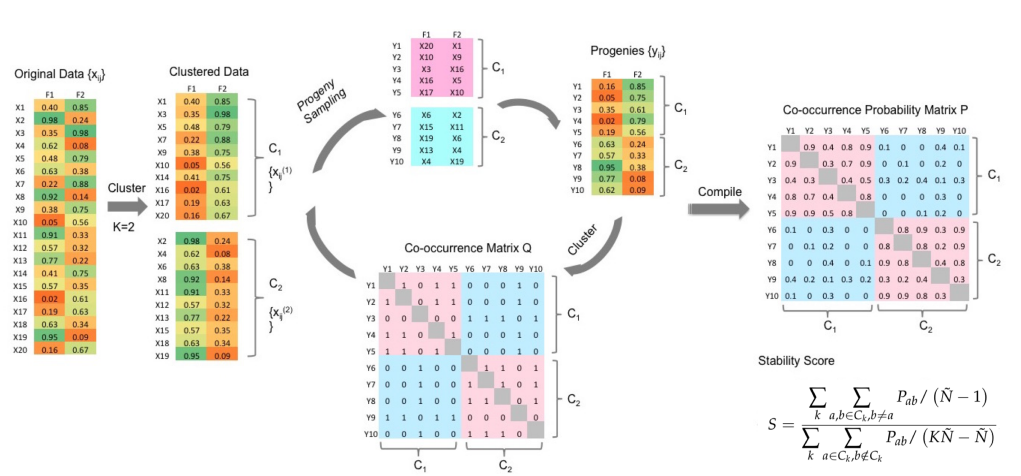 Original Data {xij}
F1 F2
X1 0.40 0.85
X2 0.98 0.24
X3 0.35 0.98
X4 0.62 0.08
X5 0.48 0.79
X6 0.63 0.38
X7 0.22 0.88
X8 0.92 0.14
X9 0.38 0.75
X10 0.05 0.56
X11 0.91 0.33
X12 0.57 0.32
X13 0.77 0.22
X14 0.41 0.75
X15 0.57 0.35
X16 0.02 0.61
X17 0.19 0.63
X18 0.63 0.34
X19 0.95 0.09
X20 0.16 0.67
Cluster
K=2
Clustered Data
F1 F2
X1 0.40 0.85
X3 0.35 0.98
X5 0.48 0.79
X7 0.22 0.88
X9 0.38 0.75
X10 0.05 0.56
X14 0.41 0.75
X16 0.02 0.61
X17 0.19 0.63
X20 0.16 0.67
C1
{xij(1)
}
X2 0.98 0.24
X4 0.62 0.08
X6 0.63 0.38
X8 0.92 0.14
X11 0.91 0.33
X12 0.57 0.32
X13 0.77 0.22
X15 0.57 0.35
X18 0.63 0.34
X19 0.95 0.09
C2
{xij(2)
}
Progeny
Sampling
F1 F2
Y1 X20 X1
Y2 X10 X9
Y3 X3 X16
Y4 X16 X5
Y5 X17 X10
C1
Y6 X6 X2
Y7 X15 X11
Y8 X19 X6
Y9 X13 X4
Y10 X4 X19
C2
Progenies {yij}
F1 F2
Y1 0.16 0.85
Y2 0.05 0.75
Y3 0.35 0.61
Y4 0.02 0.79
Y5 0.19 0.56
Y6 0.63 0.24
Y7 0.57 0.33
Y8 0.95 0.38
Y9 0.77 0.08
Y10 0.62 0.09
C1
C2
Cluster
Co-occurrence Matrix Q
Y1 Y2 Y3 Y4 Y5 Y6 Y7 Y8 Y9 Y10
Y1 1 0 1 1 0 0 0 1 0
Y2 1 0 1 1 0 0 0 1 0
Y3 0 0 0 0 1 1 1 0 1
Y4 1 1 0 1 0 0 0 1 0
Y5 1 1 0 1 0 0 0 1 0
Y6 0 0 1 0 0 1 1 0 1
Y7 0 0 1 0 0 1 1 0 1
Y8 0 0 1 0 0 1 1 0 1
Y9 1 1 0 1 1 0 0 0 0
Y10 0 0 1 0 0 1 1 1 0
C1
C2
C1 C2
Compile
Co-occurrence Probability Matrix P
Y1 Y2 Y3 Y4 Y5 Y6 Y7 Y8 Y9 Y10
Y1 0.9 0.4 0.8 0.9 0.1 0 0 0.4 0.1
Y2 0.9 0.3 0.7 0.9 0 0.1 0 0.2 0
Y3 0.4 0.3 0.4 0.5 0.3 0.2 0.4 0.1 0.3
Y4 0.8 0.7 0.4 0.8 0 0 0 0.3 0
Y5 0.9 0.9 0.5 0.8 0 0 0.1 0.2 0
Y6 0.1 0 0.3 0 0 0.8 0.9 0.3 0.9
Y7 0 0.1 0.2 0 0 0.8 0.8 0.2 0.9
Y8 0 0 0.4 0 0.1 0.9 0.8 0.4 0.8
Y9 0.4 0.2 0.1 0.3 0.2 0.3 0.2 0.4 0.3
Y10 0.1 0 0.3 0 0 0.9 0.9 0.8 0.3
C1
C2
C1 C2
Stability Score
S = ∑k ∑a,b∈Ck,b≠a Pab / (Ñ − 1)
∑k ∑a∈Ck,b∉Ck Pab / (KÑ − Ñ)